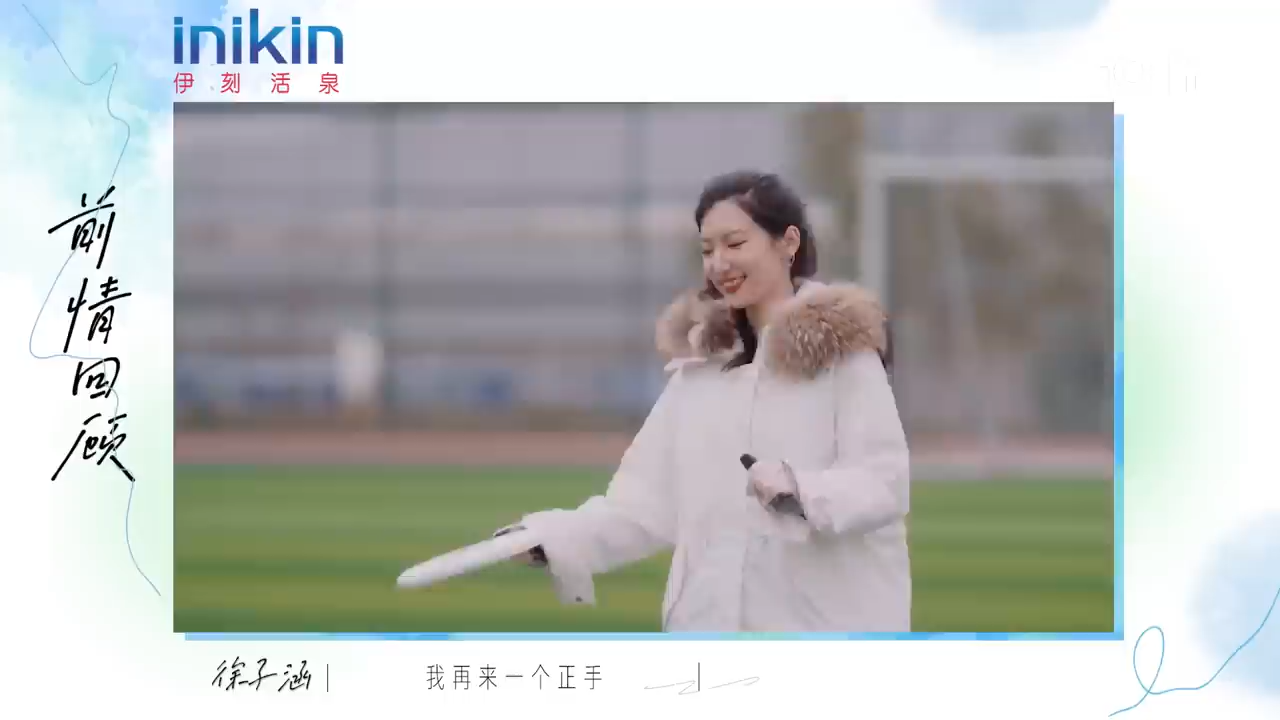 inikin
伊刻活泉
前情回顾
徐子涵
我再来一个正手